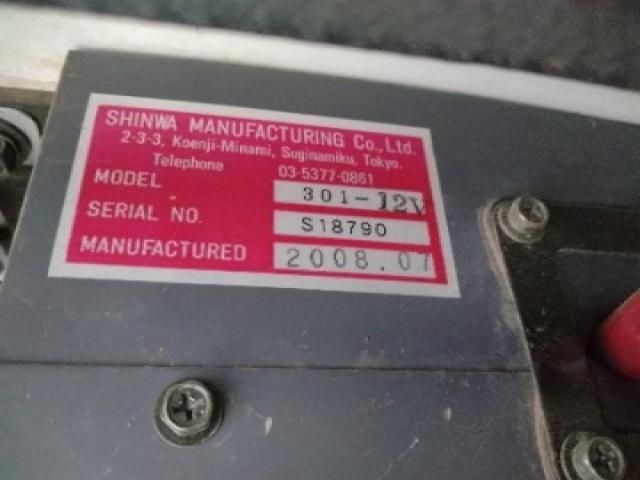 SHINWA MANUFACTURING Co.,Ltd.
2-3-3, Koenji-Minami, Suginamiku, Tokyo.
Telephone 03-5377-0861
MODEL 301-12V
SERIAL NO. S18790
MANUFACTURED 2008.07